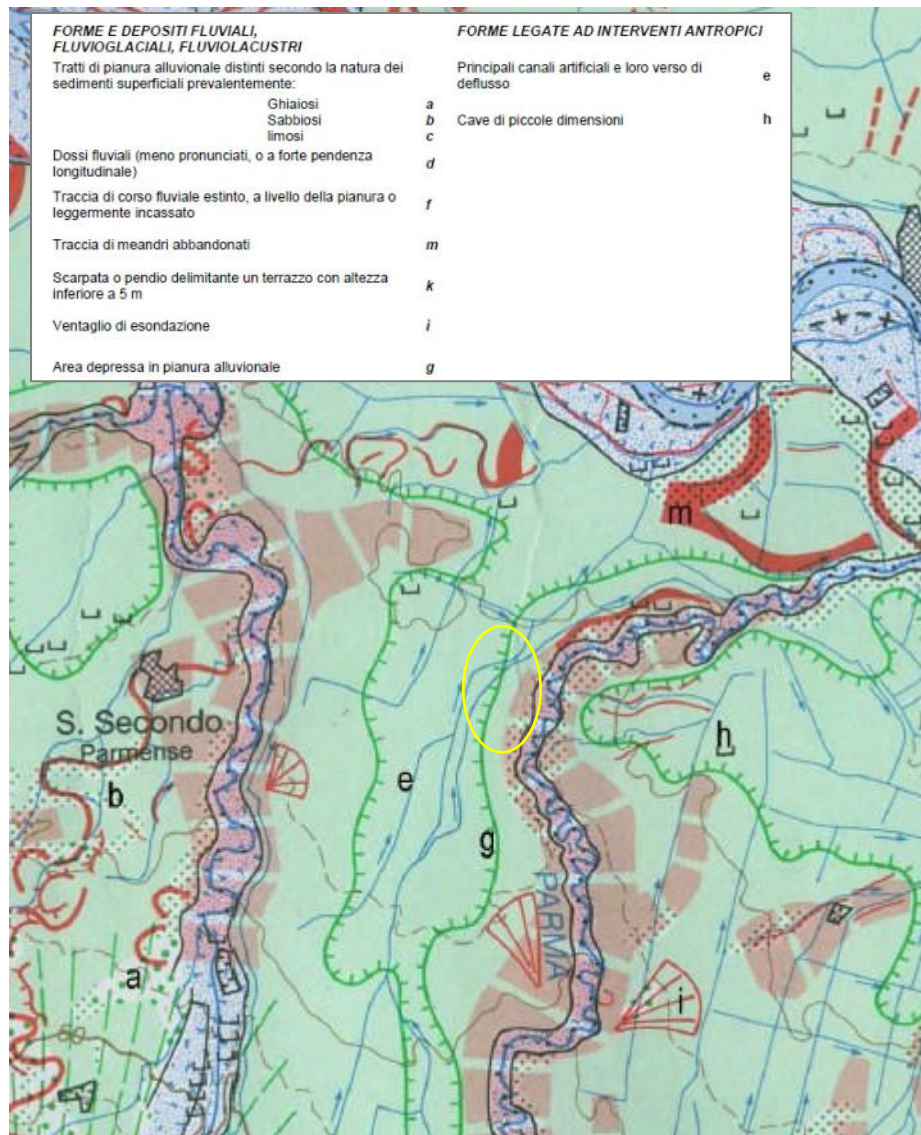 FORME E DEPOSITI FLUVIALI,
FLUVIOGLACIALI, FLUVIOLACUSTRI
Tratti di pianura alluvionale distinti secondo la natura dei
sedimenti superficiali prevalentemente:
Ghiaiosi a
Sabbiosi b
limosi c
Dossi fluviali (meno pronunciati, o a forte pendenza
longitudinale) d
Traccia di corso fluviale estinto, a livello della pianura o
leggermente incassato f
Traccia di meandri abbandonati m
Scarpata o pendio delimitante un terrazzo con altezza
inferiore a 5 m k
Ventaglio di esondazione i
Area depressa in pianura alluvionale g
FORME LEGATE AD INTERVENTI ANTROPICI
Principali canali artificiali e loro verso di
deflusso e
Cave di piccole dimensioni h
m
S. Secondo
Parmense
h
b
e
g
PARMA
a
i